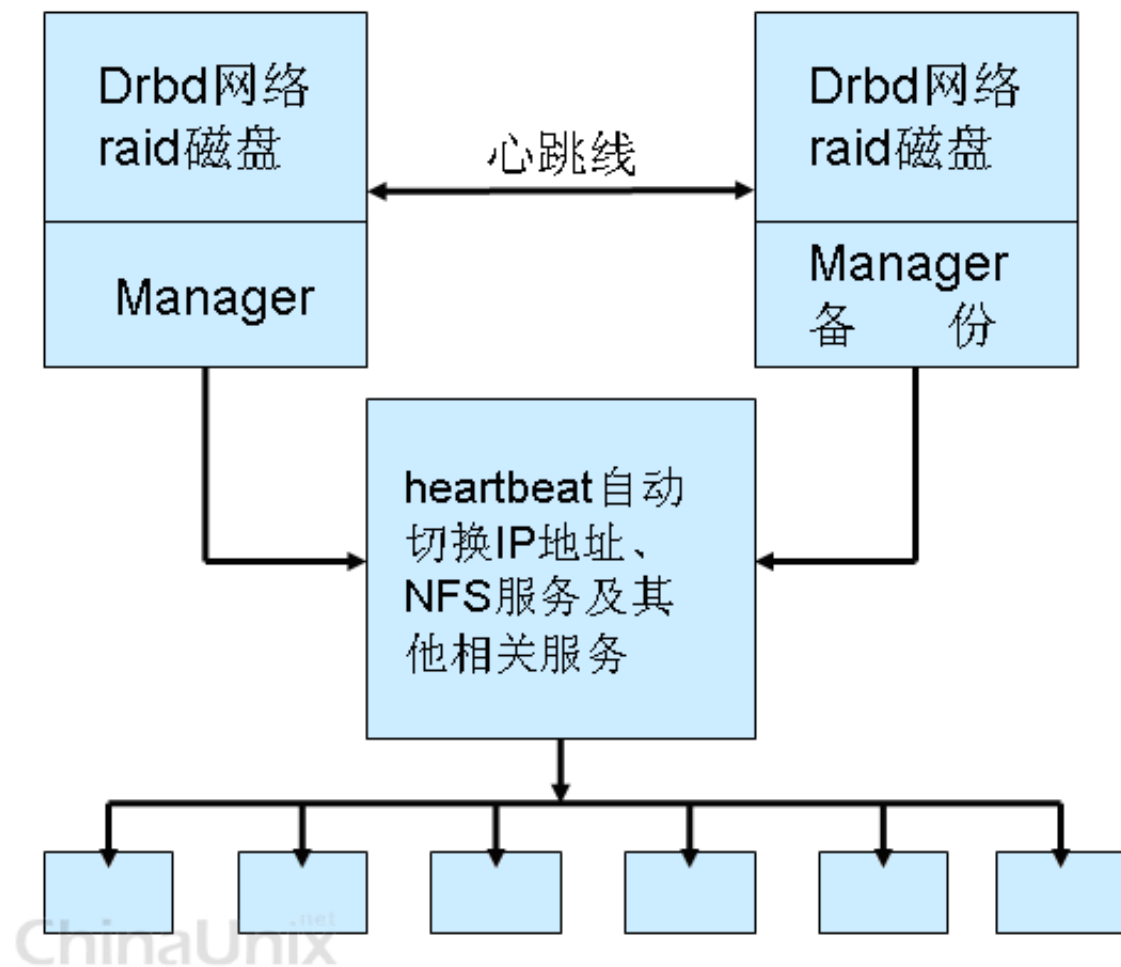 Drbd网络
raid磁盘
心跳线
Drbd网络
raid磁盘
Manager
Manager
备 份
heartbeat自动
切换IP地址、
NFS服务及其
他相关服务
ChinaUnix.net